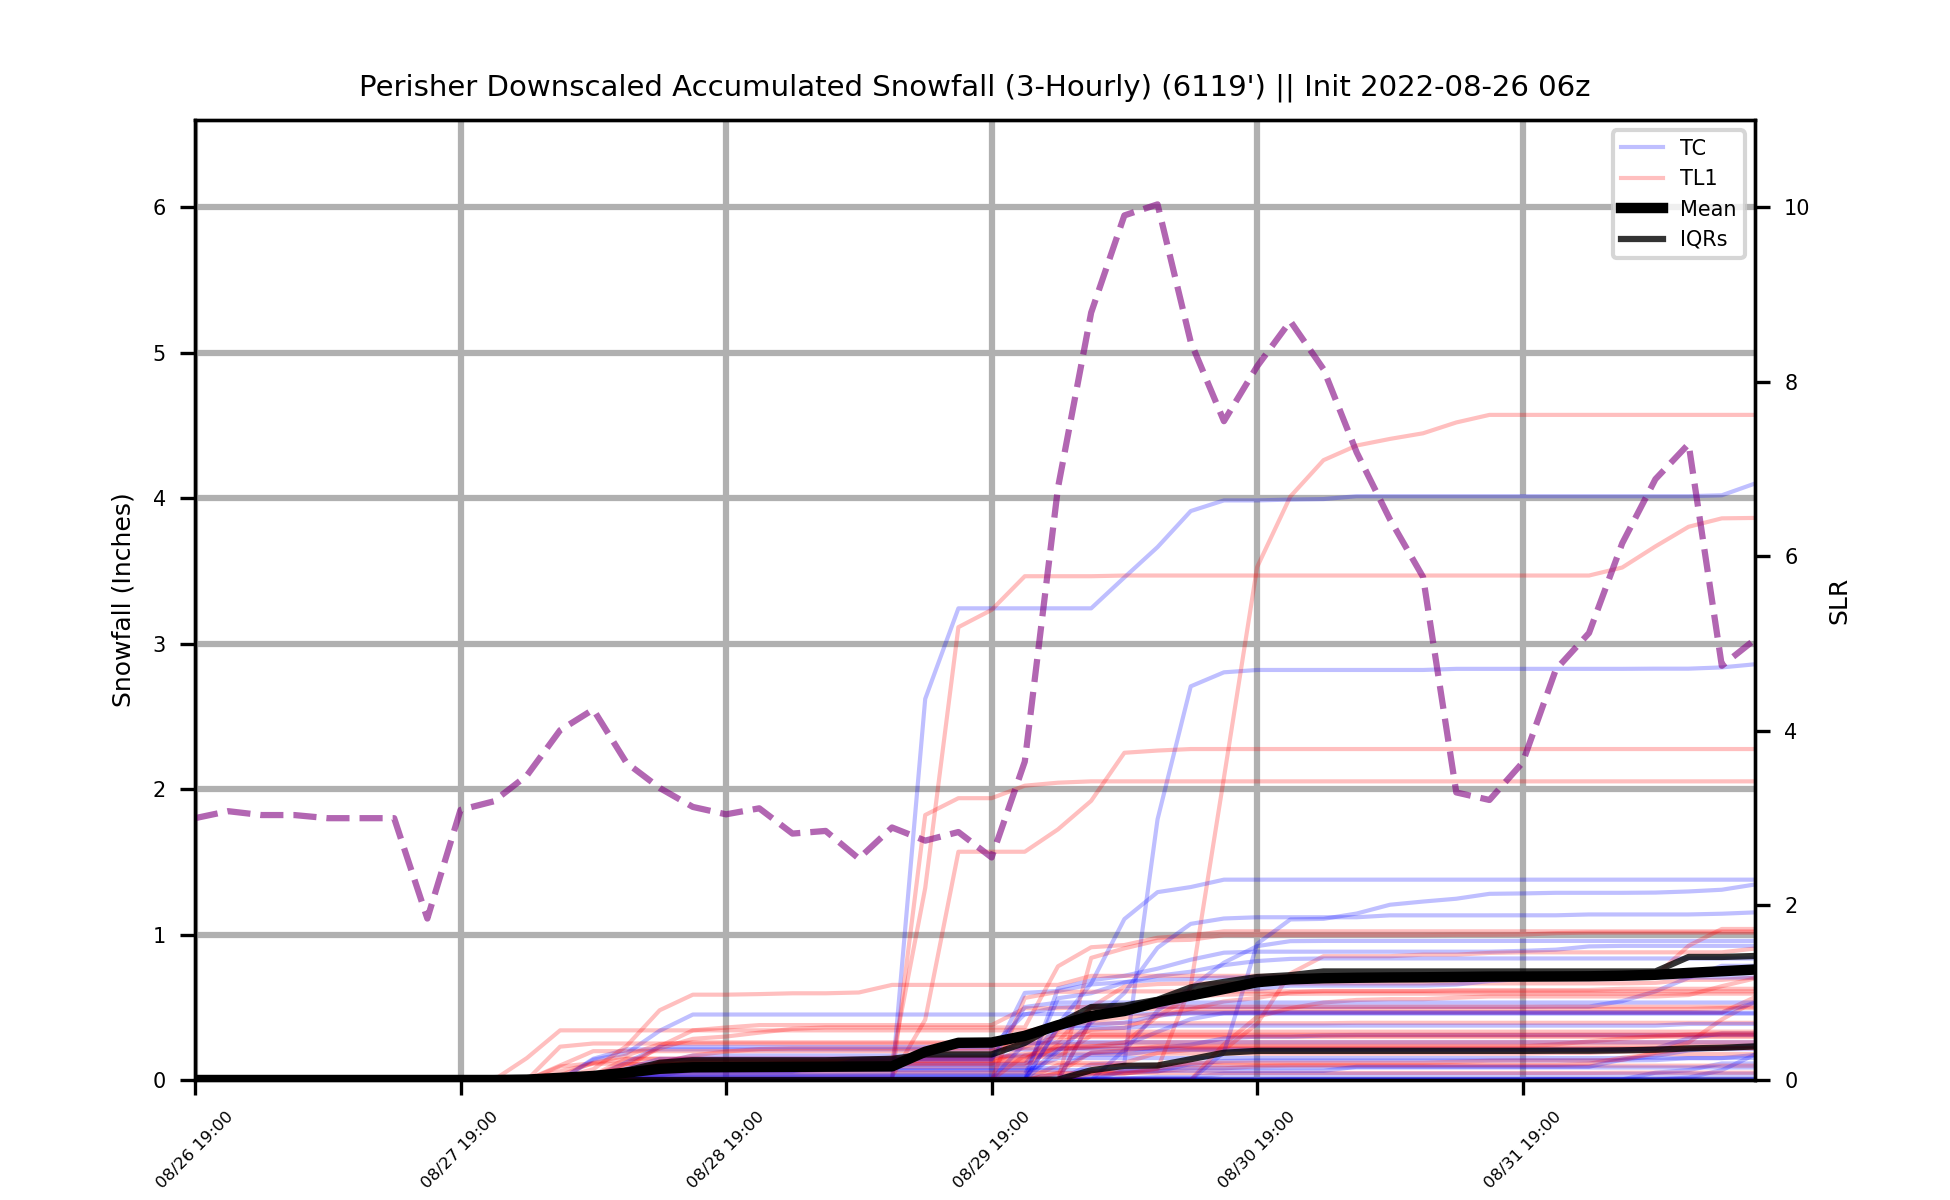 Perisher Downscaled Accumulated Snowfall (3-Hourly) (6119') || Init 2022-08-26 06z
TC
TL1
Mean
IQRs
Snowfall (Inches)
6
5
4
3
2
1
0
SLR
10
8
6
4
2
0
08/26 19:00
08/27 19:00
08/28 19:00
08/29 19:00
08/30 19:00
08/31 19:00